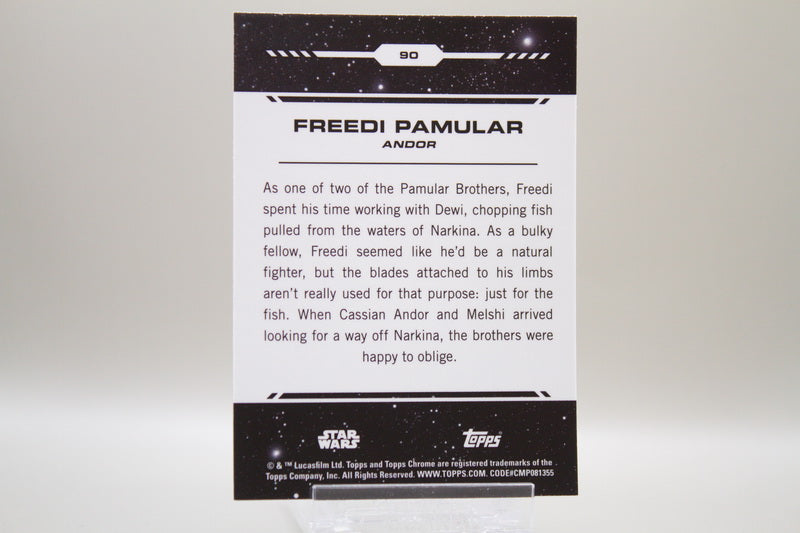 90
FREEDI PAMULAR
ANDOR
As one of two of the Pamular Brothers, Freedi
spent his time working with Dewi, chopping fish
pulled from the waters of Narkina. As a bulky
fellow, Freedi seemed like he'd be a natural
fighter, but the blades attached to his limbs
aren't really used for that purpose: just for the
fish. When Cassian Andor and Melshi arrived
looking for a way off Narkina, the brothers were
happy to oblige.
STAR WARS
Topps
© & ™ Lucasfilm Ltd. Topps and Topps Chrome are registered trademarks of the
Topps Company, Inc. All Rights Reserved. WWW.TOPPS.COM. CODE#CMP081355